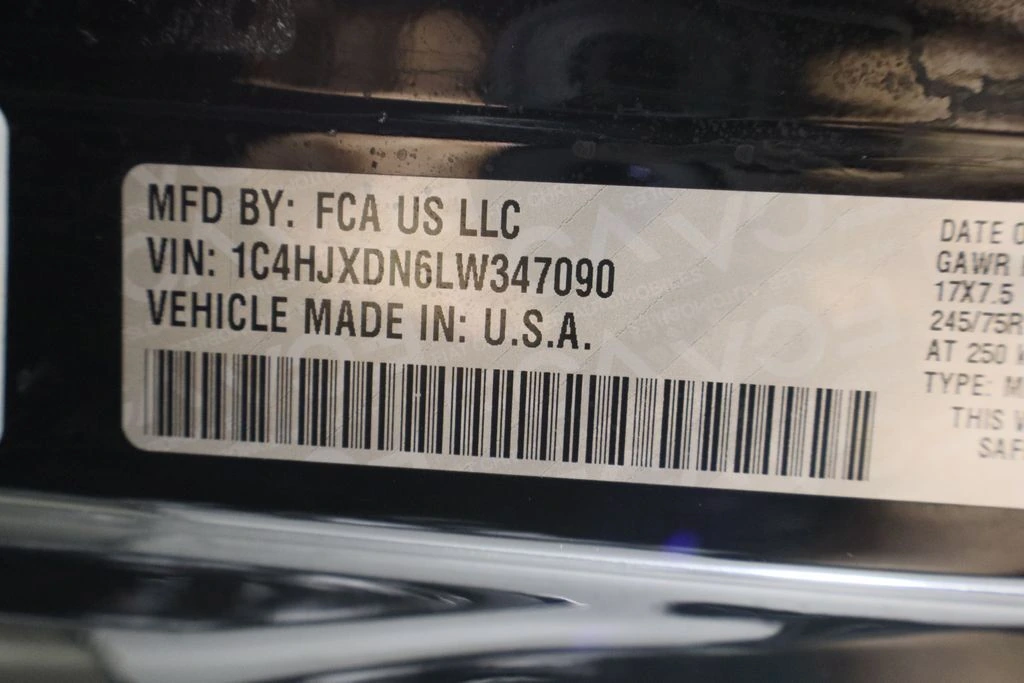 MFD BY: FCA US LLC
VIN: 1C4HJXDN6LW347090
VEHICLE MADE IN: U.S.A.
DATE O
GAWR
17X7.5
245/75R
AT 250
TYPE: M
THIS
SAF